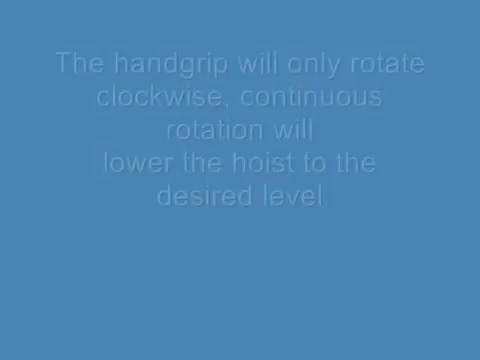 The handgrip will only rotate
clockwise, continuous
rotation will
lower the hoist to the
desired level